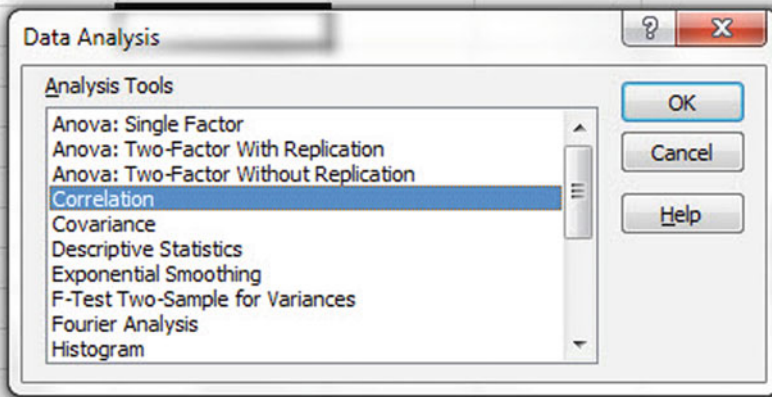 Data Analysis
Analysis Tools
Anova: Single Factor
Anova: Two-Factor With Replication
Anova: Two-Factor Without Replication
Correlation
Covariance
Descriptive Statistics
Exponential Smoothing
F-Test Two-Sample for Variances
Fourier Analysis
Histogram
OK
Cancel
Help